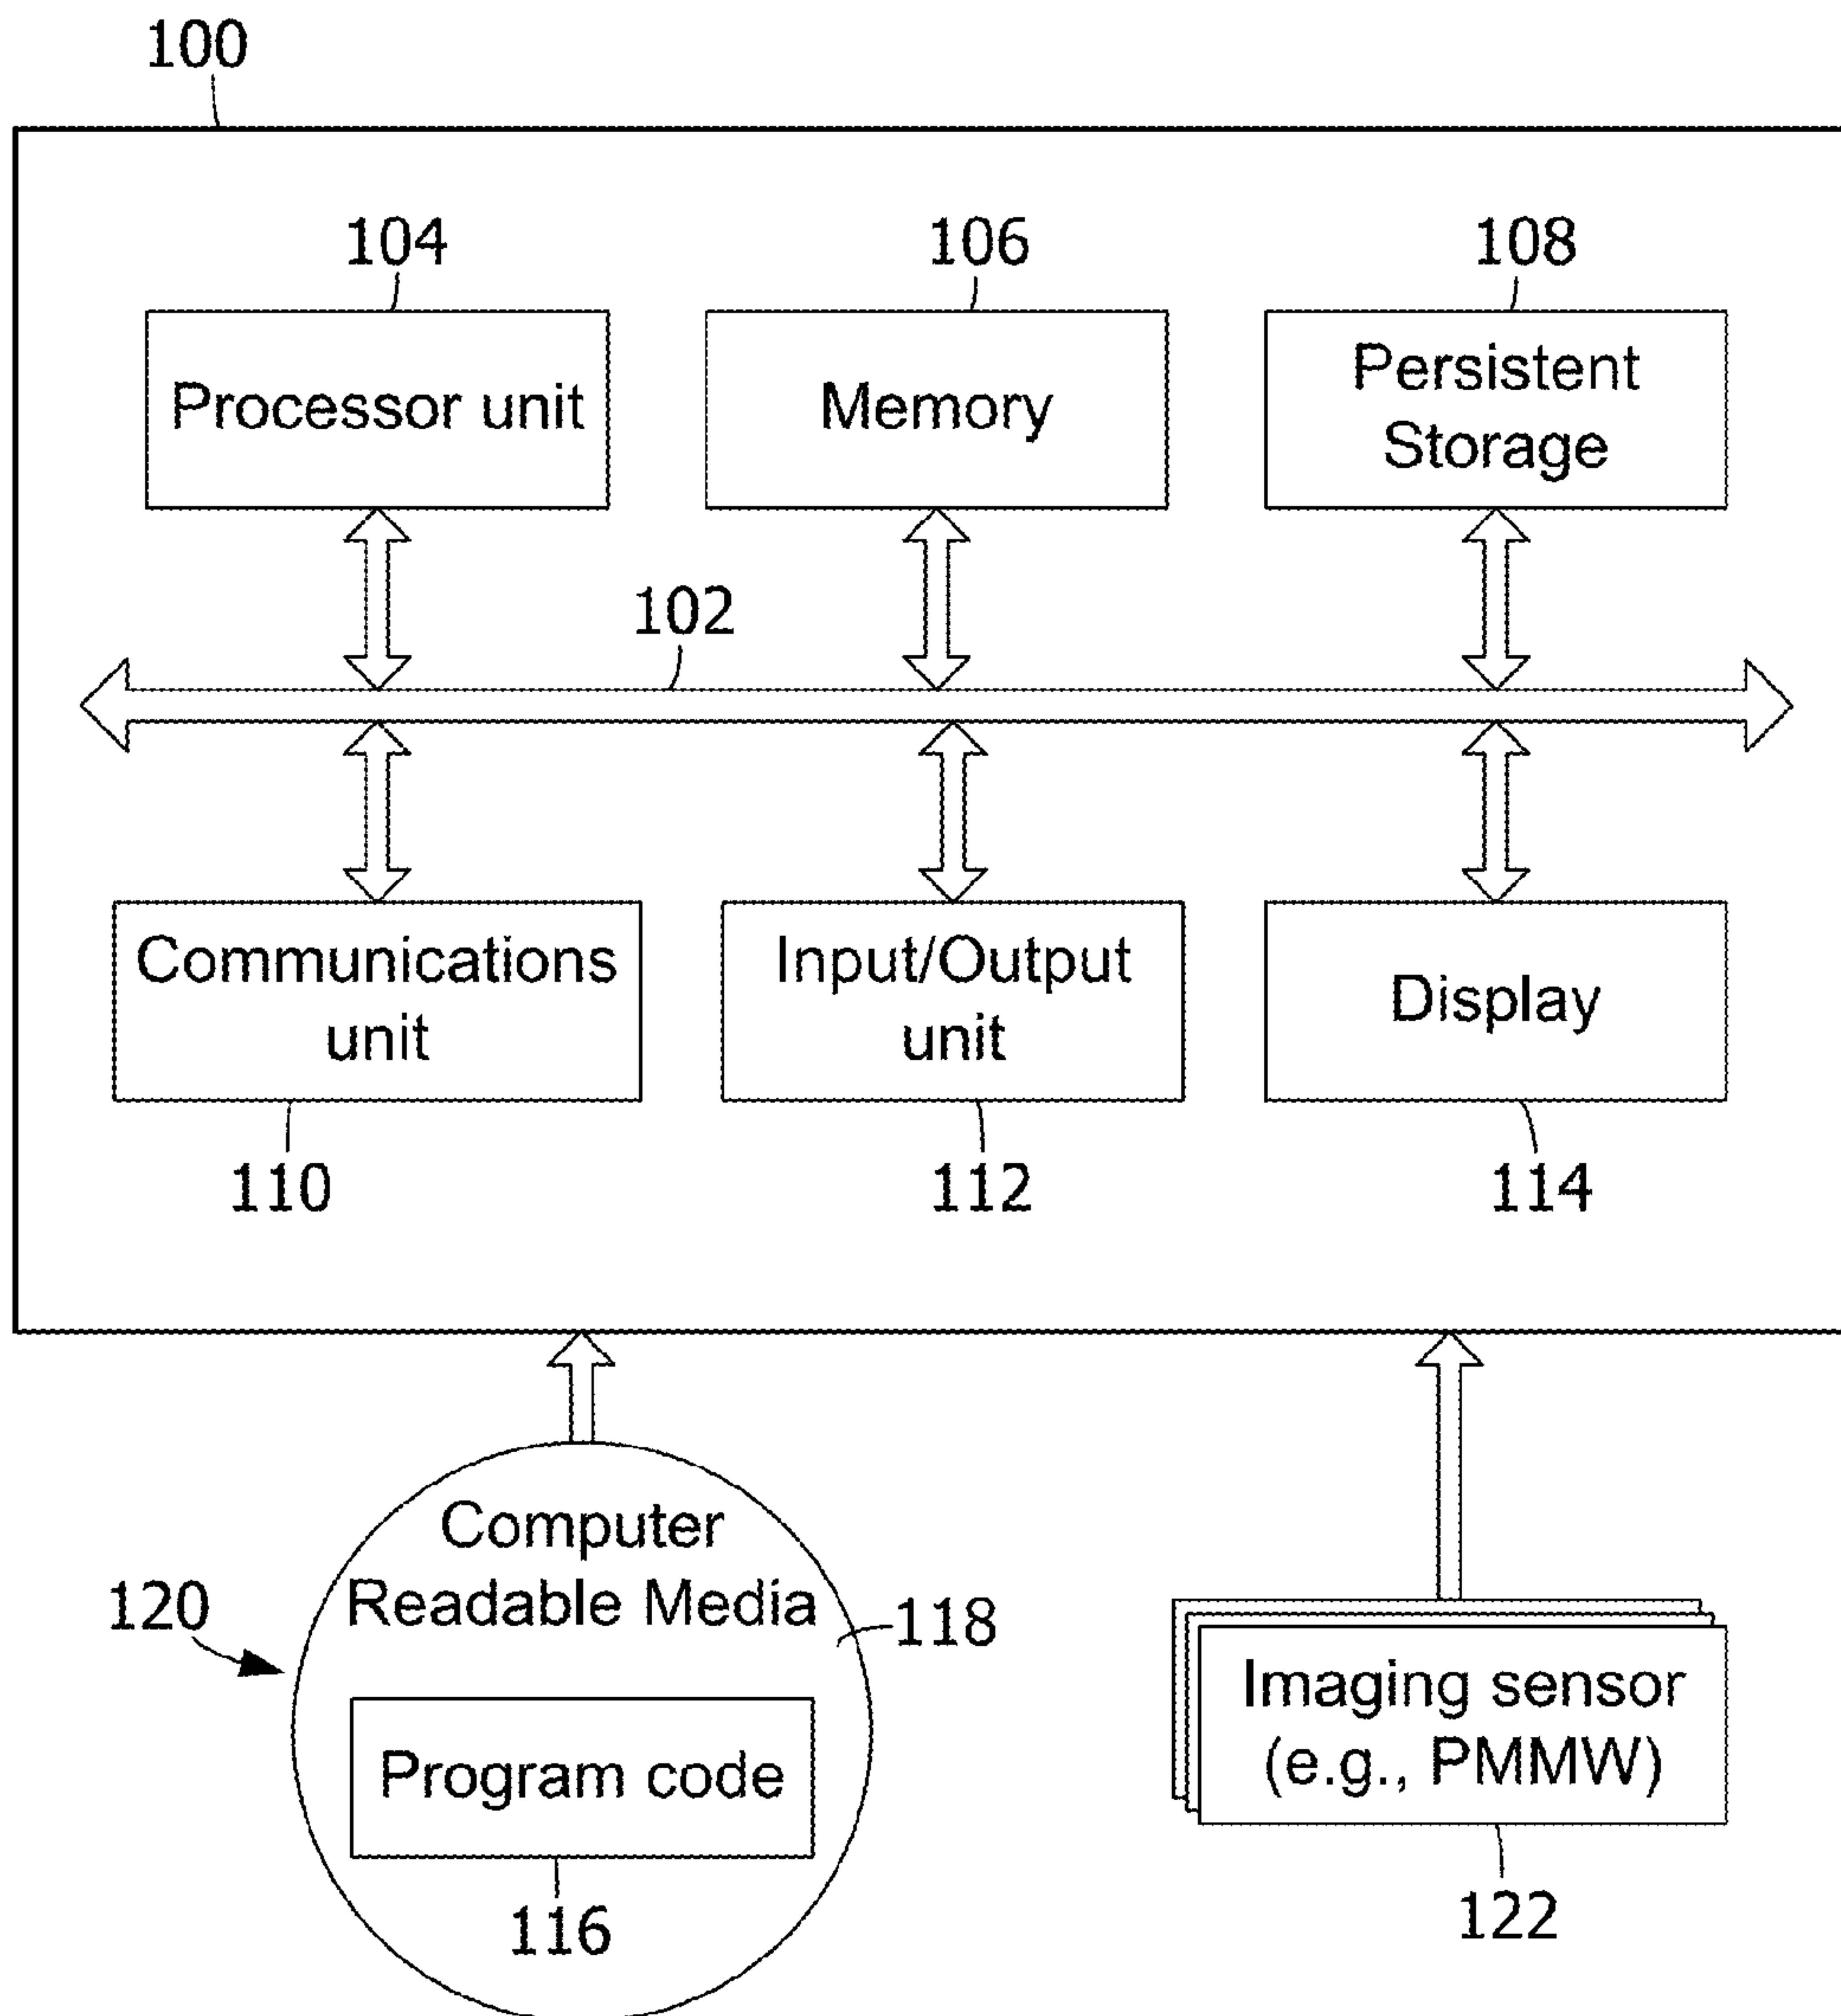 100
104
106
108
Processor unit
Memory
Persistent
Storage
102
Communications
unit
Input/Output
unit
Display
110
112
114
Computer
Readable Media
120
118
Program code
116
Imaging sensor
(e.g., PMMW)
122